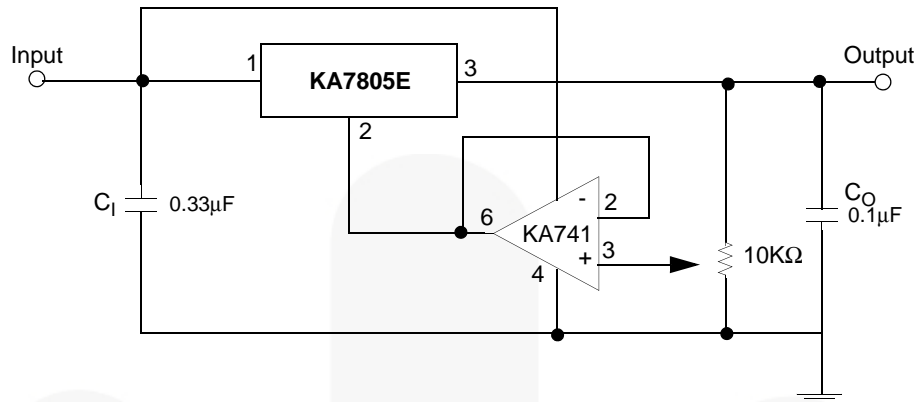 Input
Output
1
KA7805E
3
2
C_I 0.33μF
6
-
2
KA741
+
3
4
C_O
0.1μF
10KΩ